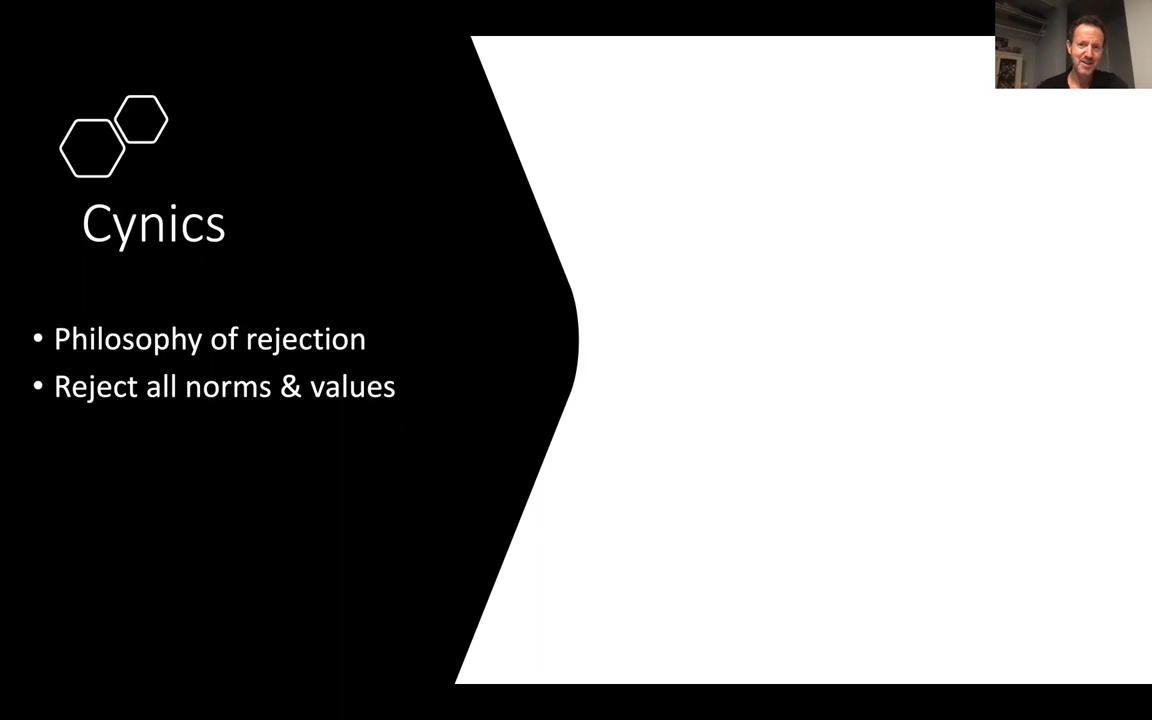 Cynics
• Philosophy of rejection
• Reject all norms & values